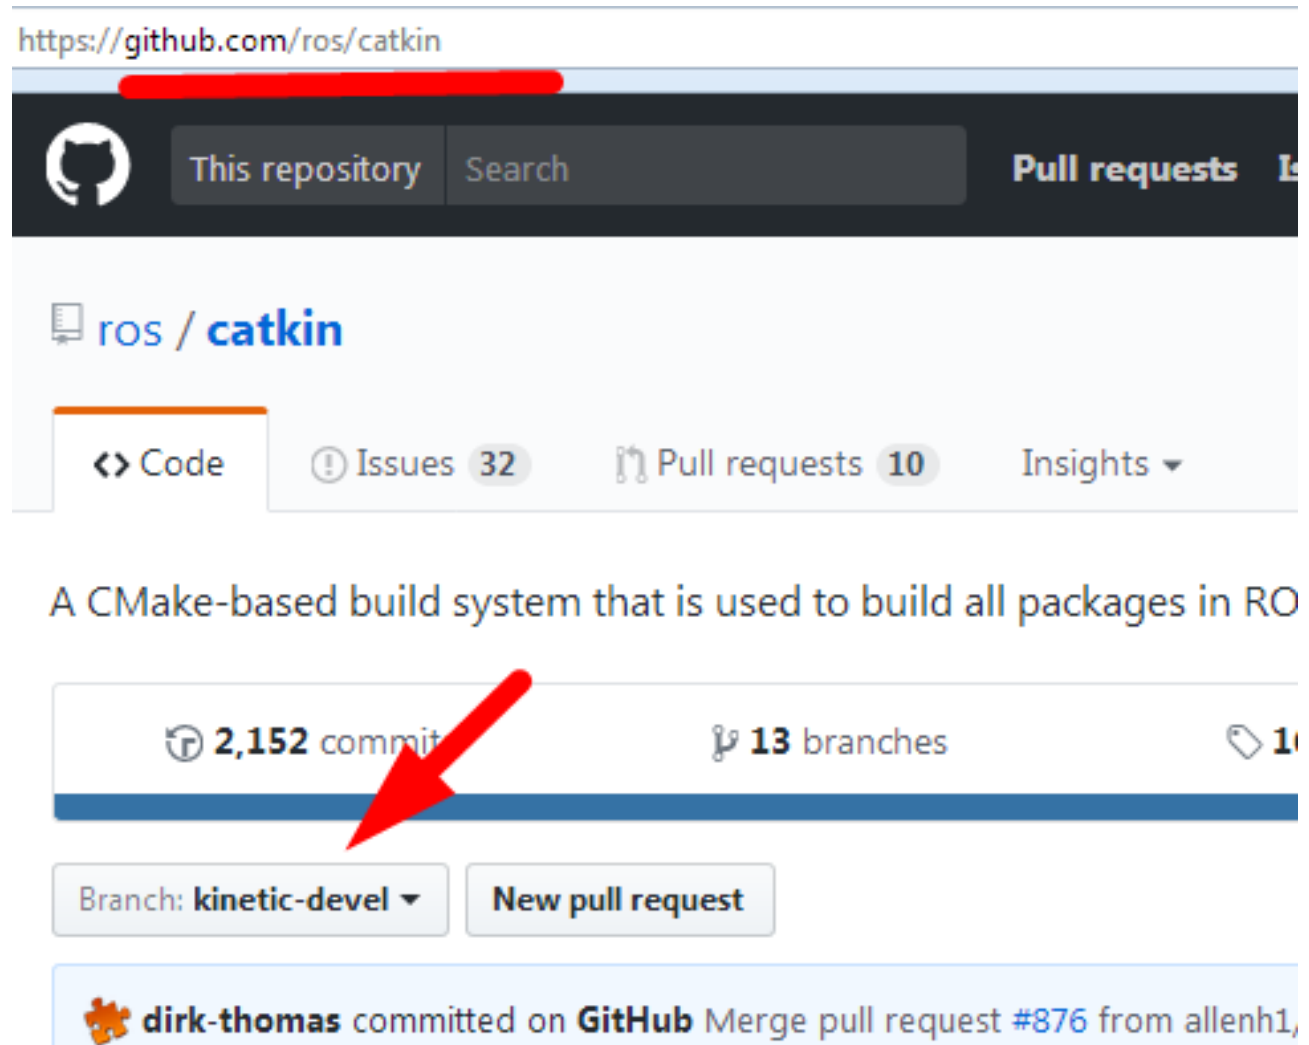 https://github.com/ros/catkin
This repository Search Pull requests
ros / catkin
<> Code Issues 32 Pull requests 10 Insights
A CMake-based build system that is used to build all packages in
2,152 commit 13 branches
Branch: kinetic-devel New pull request
dirk-thomas committed on GitHub Merge pull request #876 from allenh1,